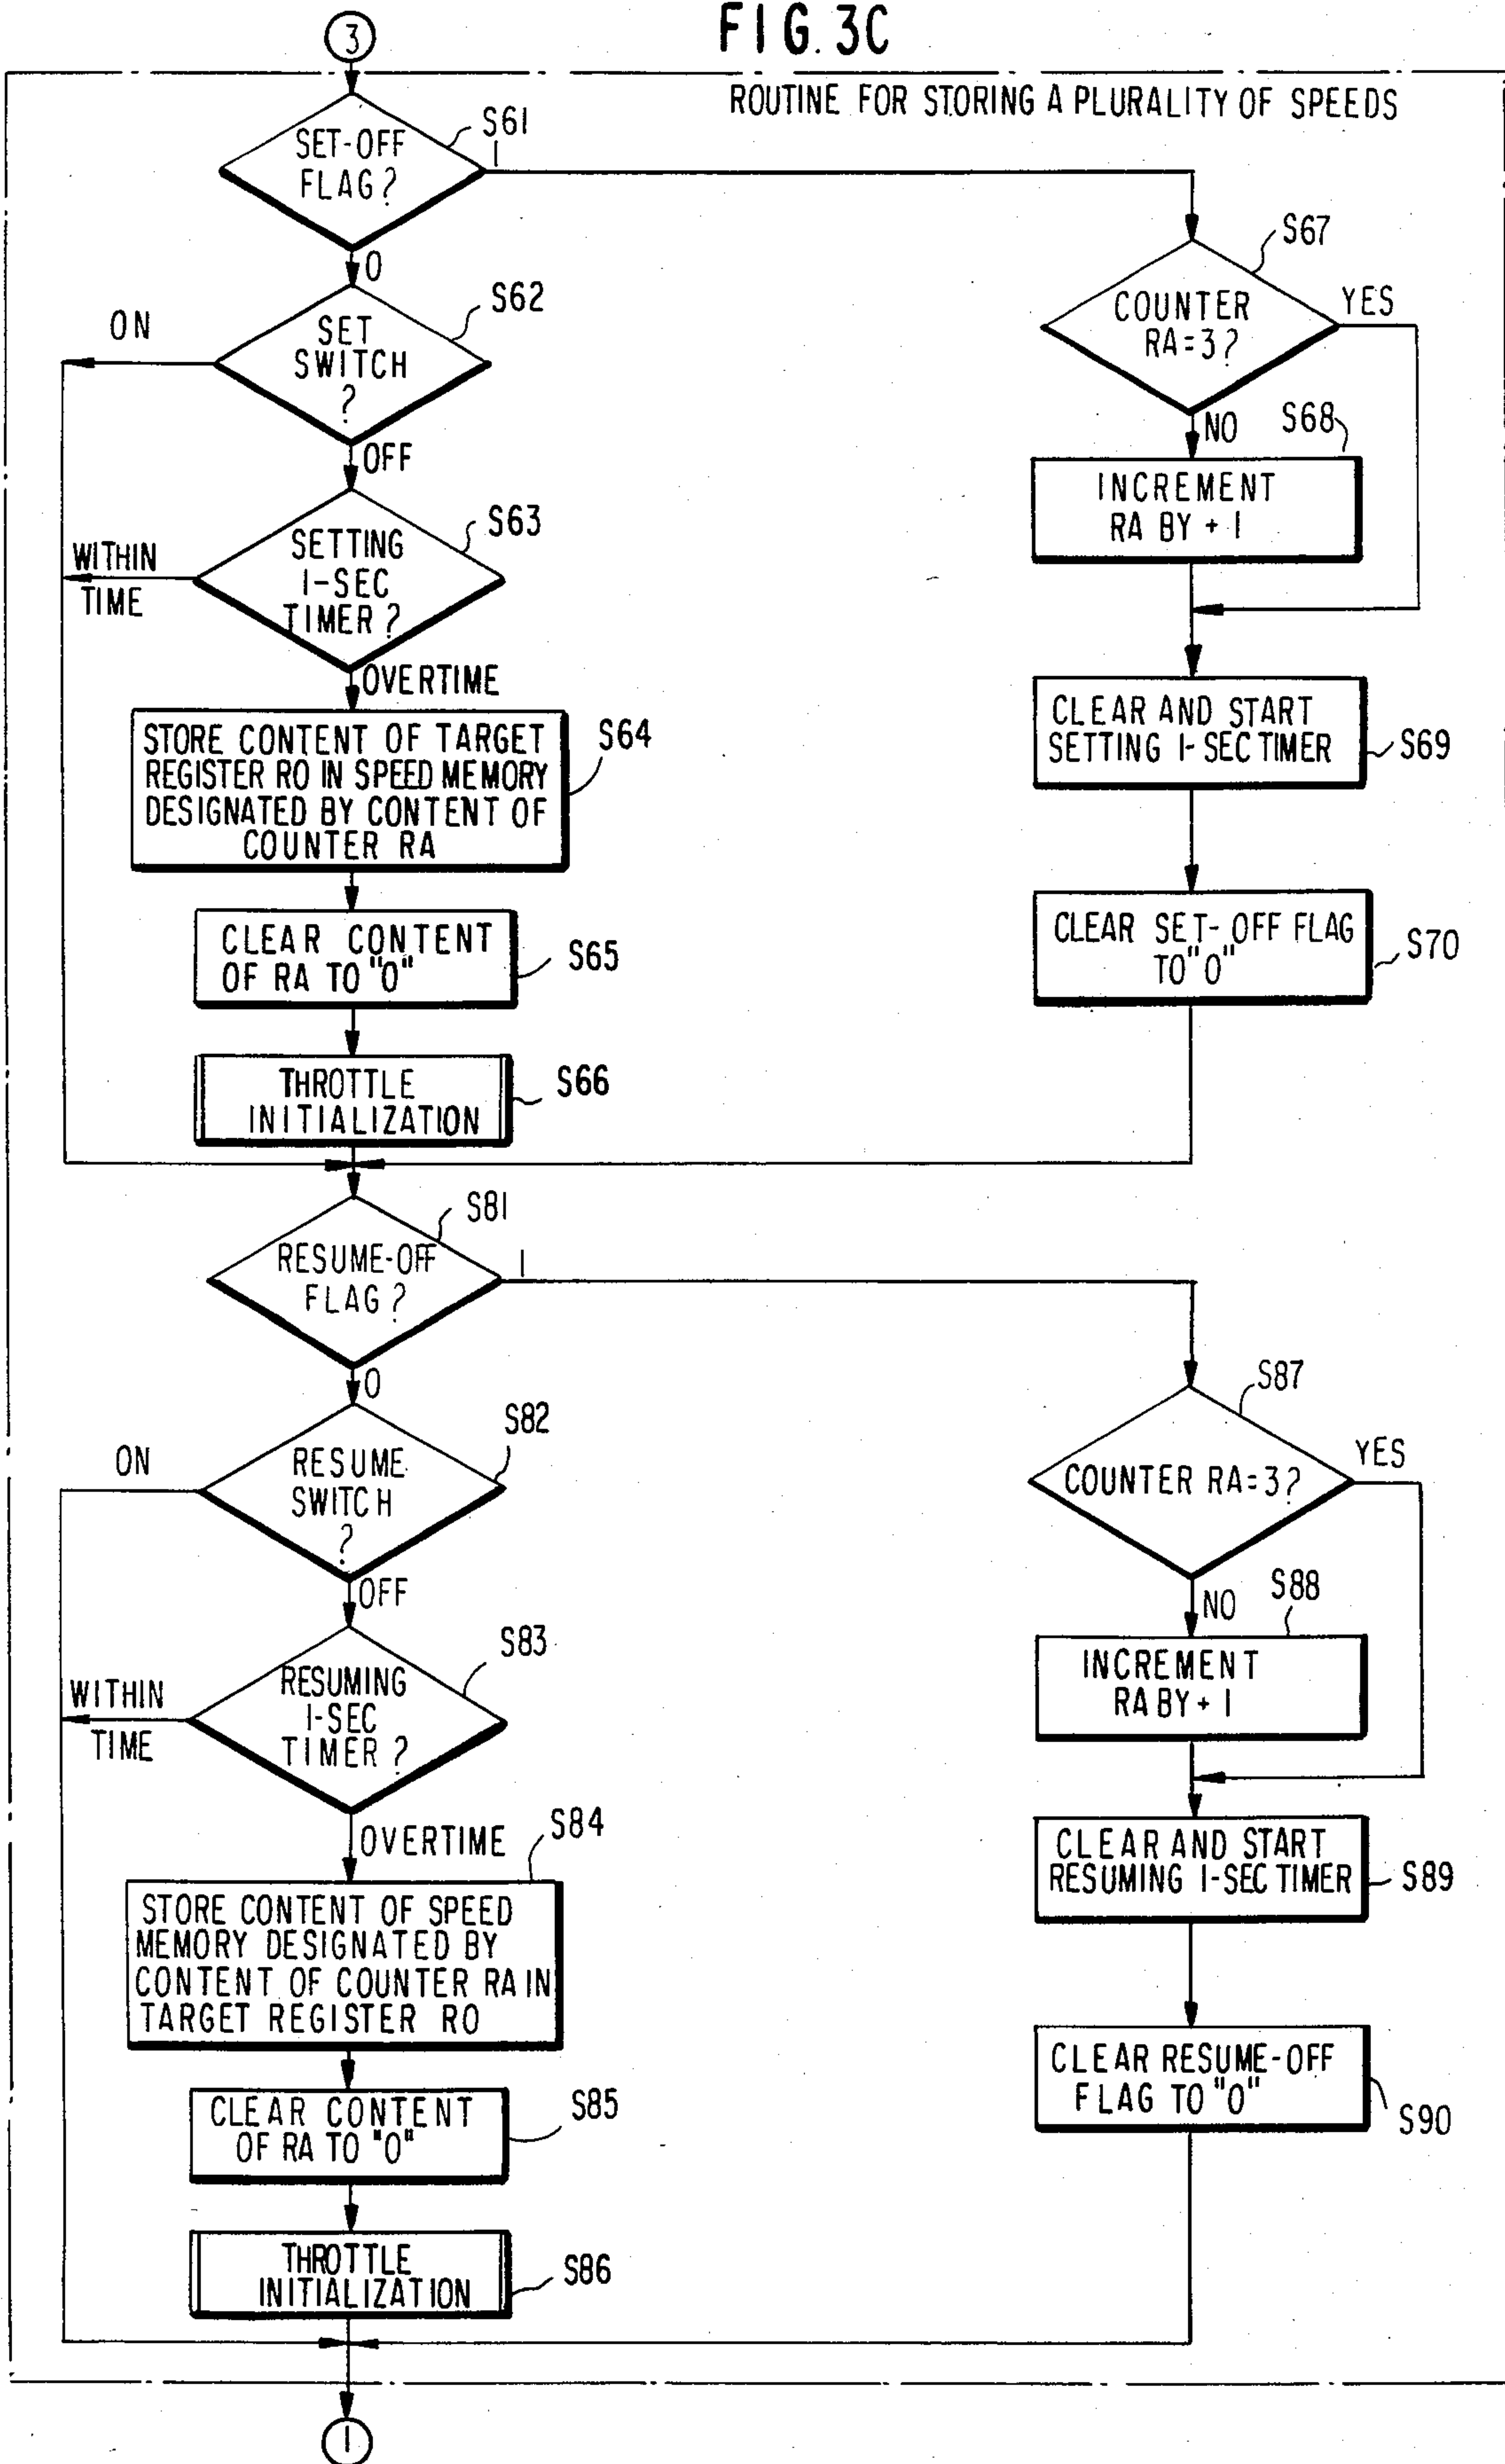 FIG. 3C
3
ROUTINE FOR STORING A PLURALITY OF SPEEDS
SET-OFF
FLAG?
S61
1
0
SET
SWITCH
?
S62
ON
OFF
SETTING
1-SEC
TIMER?
S63
WITHIN
TIME
OVERTIME
STORE CONTENT OF TARGET
REGISTER RO IN SPEED MEMORY
DESIGNATED BY CONTENT OF
COUNTER RA
S64
CLEAR CONTENT
OF RA TO "0"
S65
THROTTLE
INITIALIZATION
S66
COUNTER
RA=3?
S67
YES
NO
S68
INCREMENT
RA BY + 1
CLEAR AND START
SETTING 1-SEC TIMER
S69
CLEAR SET-OFF FLAG
TO "0"
S70
RESUME-OFF
FLAG?
S81
1
0
RESUME
SWITCH
?
S82
ON
OFF
RESUMING
1-SEC
TIMER?
S83
WITHIN
TIME
OVERTIME
S84
STORE CONTENT OF SPEED
MEMORY DESIGNATED BY
CONTENT OF COUNTER RA IN
TARGET REGISTER RO
CLEAR CONTENT
OF RA TO "0"
S85
THROTTLE
INITIALIZATION
S86
COUNTER RA=3?
S87
YES
NO
S88
INCREMENT
RA BY + 1
CLEAR AND START
RESUMING 1-SEC TIMER
S89
CLEAR RESUME-OFF
FLAG TO "0"
S90
1